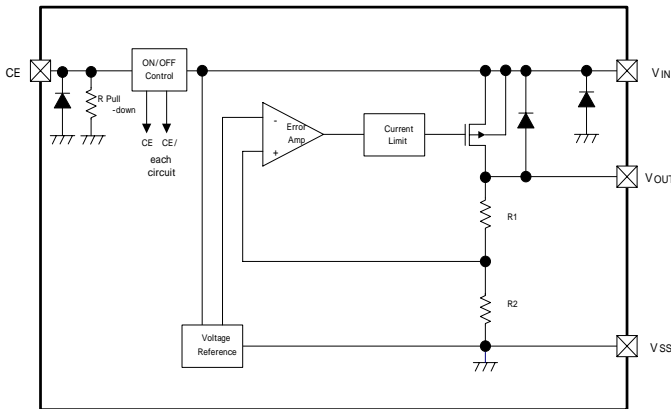 CE
ON/OFF
Control
VIN
R Pull
-down
CE CE/
each
circuit
-
Error
Amp
+
Current
Limit
VOUT
R1
R2
Voltage
Reference
VSS